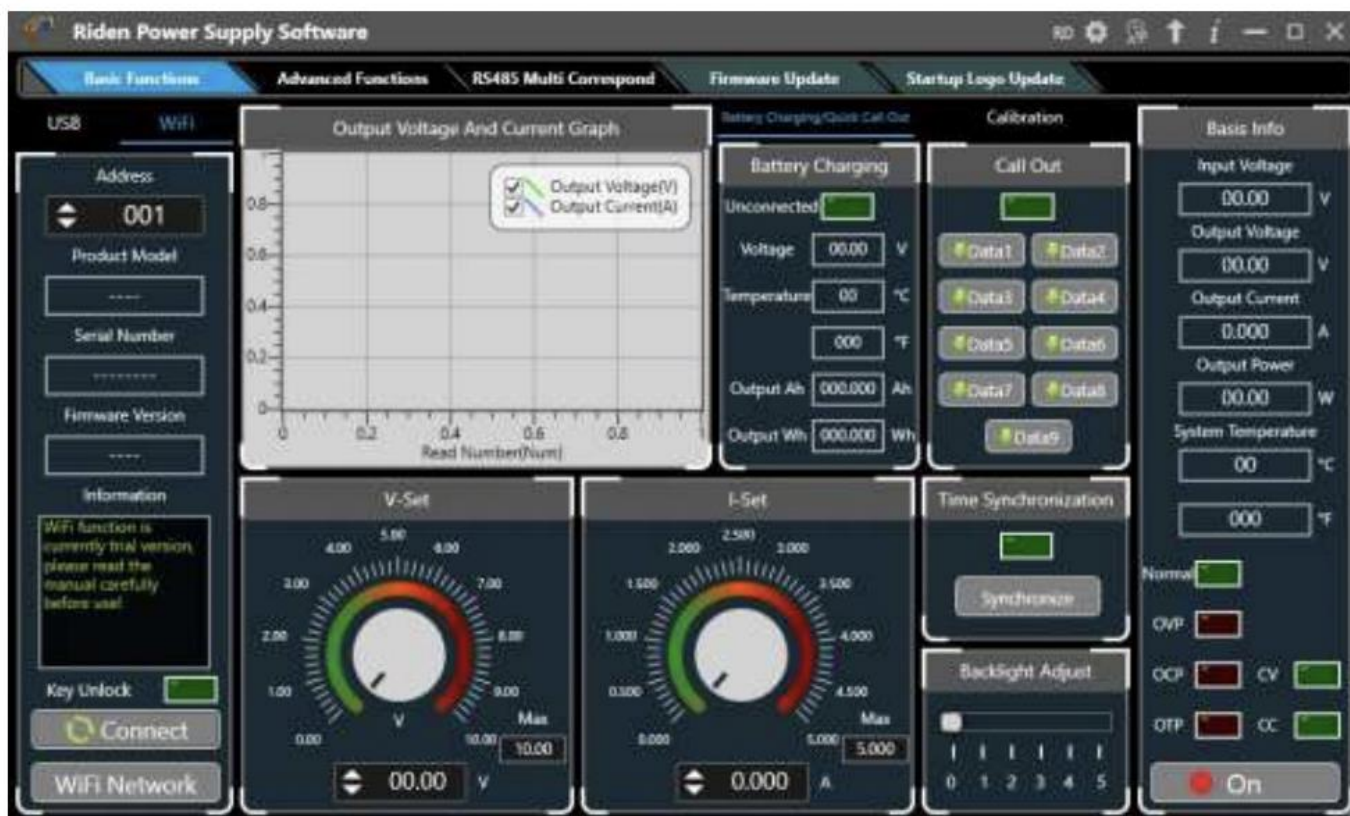 Riden Power Supply Software
RD
Basic Functions
Advanced Functions
RS485 Multi Correspond
Firmware Update
Startup Logo Update
USB
WiFi
Address
001
Product Model
----
Serial Number
--------
Firmware Version
----
Information
WiFi function is
currently trial version,
please read the
manual carefully
before use!
Key Unlock
Connect
WiFi Network
Output Voltage And Current Graph
Output Voltage(V)
Output Current(A)
1
0.8
0.6
0.4
0.2
0
0 0.2 0.4 0.6 0.8 1
Read Number(Num)
Battery Charging/Quick Call Out
Calibration
Battery Charging
Unconnected
Voltage 00.00 V
Temperature 00 °C
000 °F
Output Ah 000.000 Ah
Output Wh 000.000 Wh
Call Out
Data1 Data2
Data3 Data4
Data5 Data6
Data7 Data8
Data9
V-Set
0.00
1.00
2.00
3.00
4.00
5.00
6.00
7.00
8.00
9.00
10.00
V
Max
10.00
00.00 V
I-Set
0.000
0.500
1.000
1.500
2.000
2.500
3.000
3.500
4.000
4.500
5.000
Max
5.000
0.000 A
Time Synchronization
Synchronize
Backlight Adjust
0 1 2 3 4 5
Basis Info
Input Voltage
00.00 V
Output Voltage
00.00 V
Output Current
0.000 A
Output Power
00.00 W
System Temperature
00 °C
000 °F
Normal
OVP
OCP CV
OTP CC
On